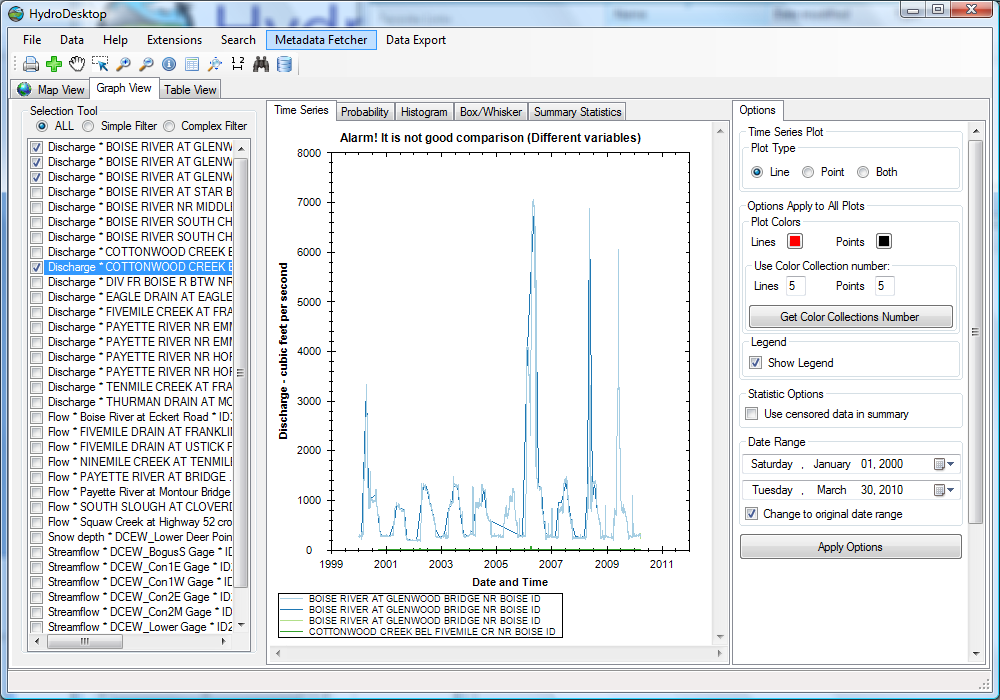 HydroDesktop
File Data Help Extensions Search Metadata Fetcher Data Export
1 2
Map View Graph View Table View
Selection Tool
ALL Simple Filter Complex Filter
Discharge * BOISE RIVER AT GLENW
Discharge * BOISE RIVER AT GLENW
Discharge * BOISE RIVER AT GLENW
Discharge * BOISE RIVER AT STAR B
Discharge * BOISE RIVER NR MIDDLI
Discharge * BOISE RIVER SOUTH CH
Discharge * BOISE RIVER SOUTH CH
Discharge * COTTONWOOD CREEK B
Discharge * COTTONWOOD CREEK B
Discharge * DIV FR BOISE R BTW NR
Discharge * EAGLE DRAIN AT EAGLE
Discharge * FIVEMILE CREEK AT FRA
Discharge * PAYETTE RIVER NR EMM
Discharge * PAYETTE RIVER NR EMM
Discharge * PAYETTE RIVER NR HOR
Discharge * PAYETTE RIVER NR HOR
Discharge * TENMILE CREEK AT FRA
Discharge * THURMAN DRAIN AT MO
Flow * Boise River at Eckert Road * ID3
Flow * FIVEMILE DRAIN AT FRANKLI
Flow * FIVEMILE DRAIN AT USTICK F
Flow * NINEMILE CREEK AT TENMIL
Flow * PAYETTE RIVER AT BRIDGE .
Flow * Payette River at Montour Bridge
Flow * SOUTH SLOUGH AT CLOVERD
Flow * Squaw Creek at Highway 52 cro
Snow depth * DCEW_Lower Deer Poin
Streamflow * DCEW_BogusS Gage * ID
Streamflow * DCEW_Con1E Gage * ID
Streamflow * DCEW_Con1W Gage * ID
Streamflow * DCEW_Con2E Gage * ID
Streamflow * DCEW_Con2M Gage * ID
Streamflow * DCEW_Lower Gage * ID2
Time Series Probability Histogram Box/Whisker Summary Statistics
Alarm! It is not good comparison (Different variables)
8000
7000
6000
5000
4000
3000
2000
1000
0
Discharge - cubic feet per second
1999 2001 2003 2005 2007 2009 2011
Date and Time
BOISE RIVER AT GLENWOOD BRIDGE NR BOISE ID
BOISE RIVER AT GLENWOOD BRIDGE NR BOISE ID
BOISE RIVER AT GLENWOOD BRIDGE NR BOISE ID
COTTONWOOD CREEK BEL FIVEMILE CR NR BOISE ID
Options
Time Series Plot
Plot Type
Line Point Both
Options Apply to All Plots
Plot Colors
Lines Points
Use Color Collection number:
Lines 5 Points 5
Get Color Collections Number
Legend
Show Legend
Statistic Options
Use censored data in summary
Date Range
Saturday , January 01, 2000
Tuesday , March 30, 2010
Change to original date range
Apply Options